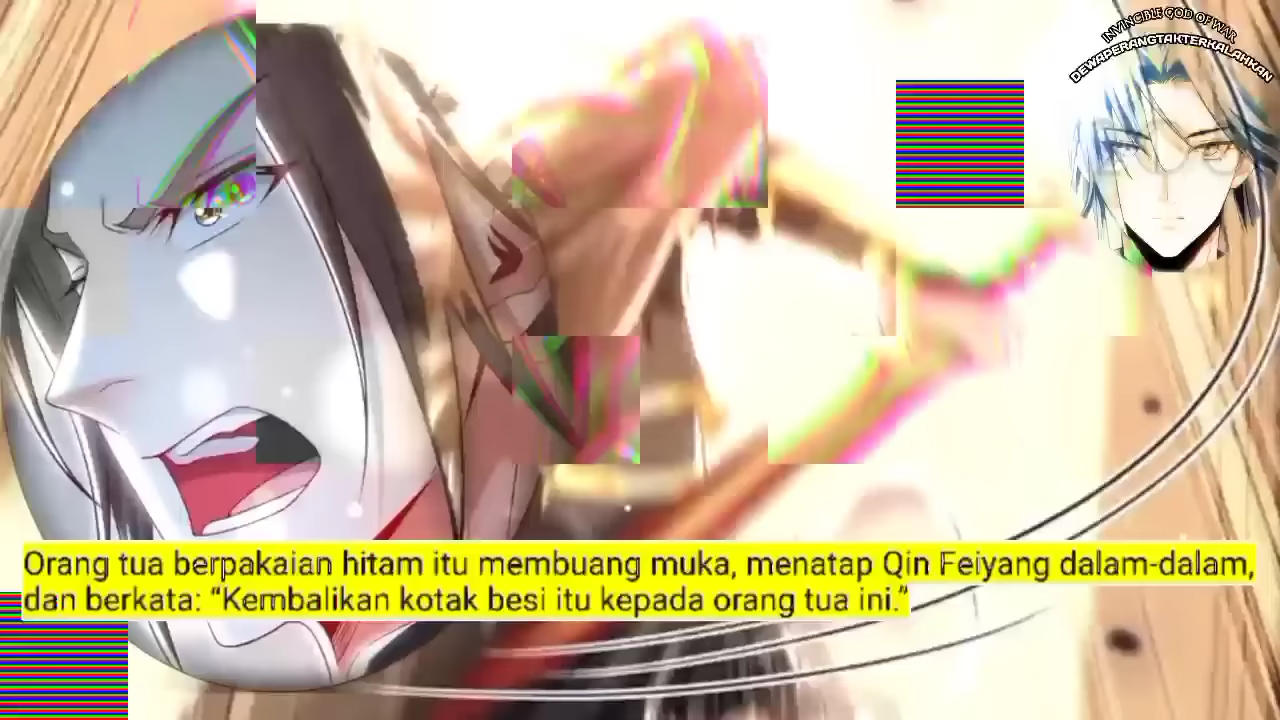 INVINCIBLE GOD OF WAR
DEWAPERANGTAKTERKALAHKAN
Orang tua berpakaian hitam itu membuang muka, menatap Qin Feiyang dalam-dalam,
dan berkata: “Kembalikan kotak besi itu kepada orang tua ini.”